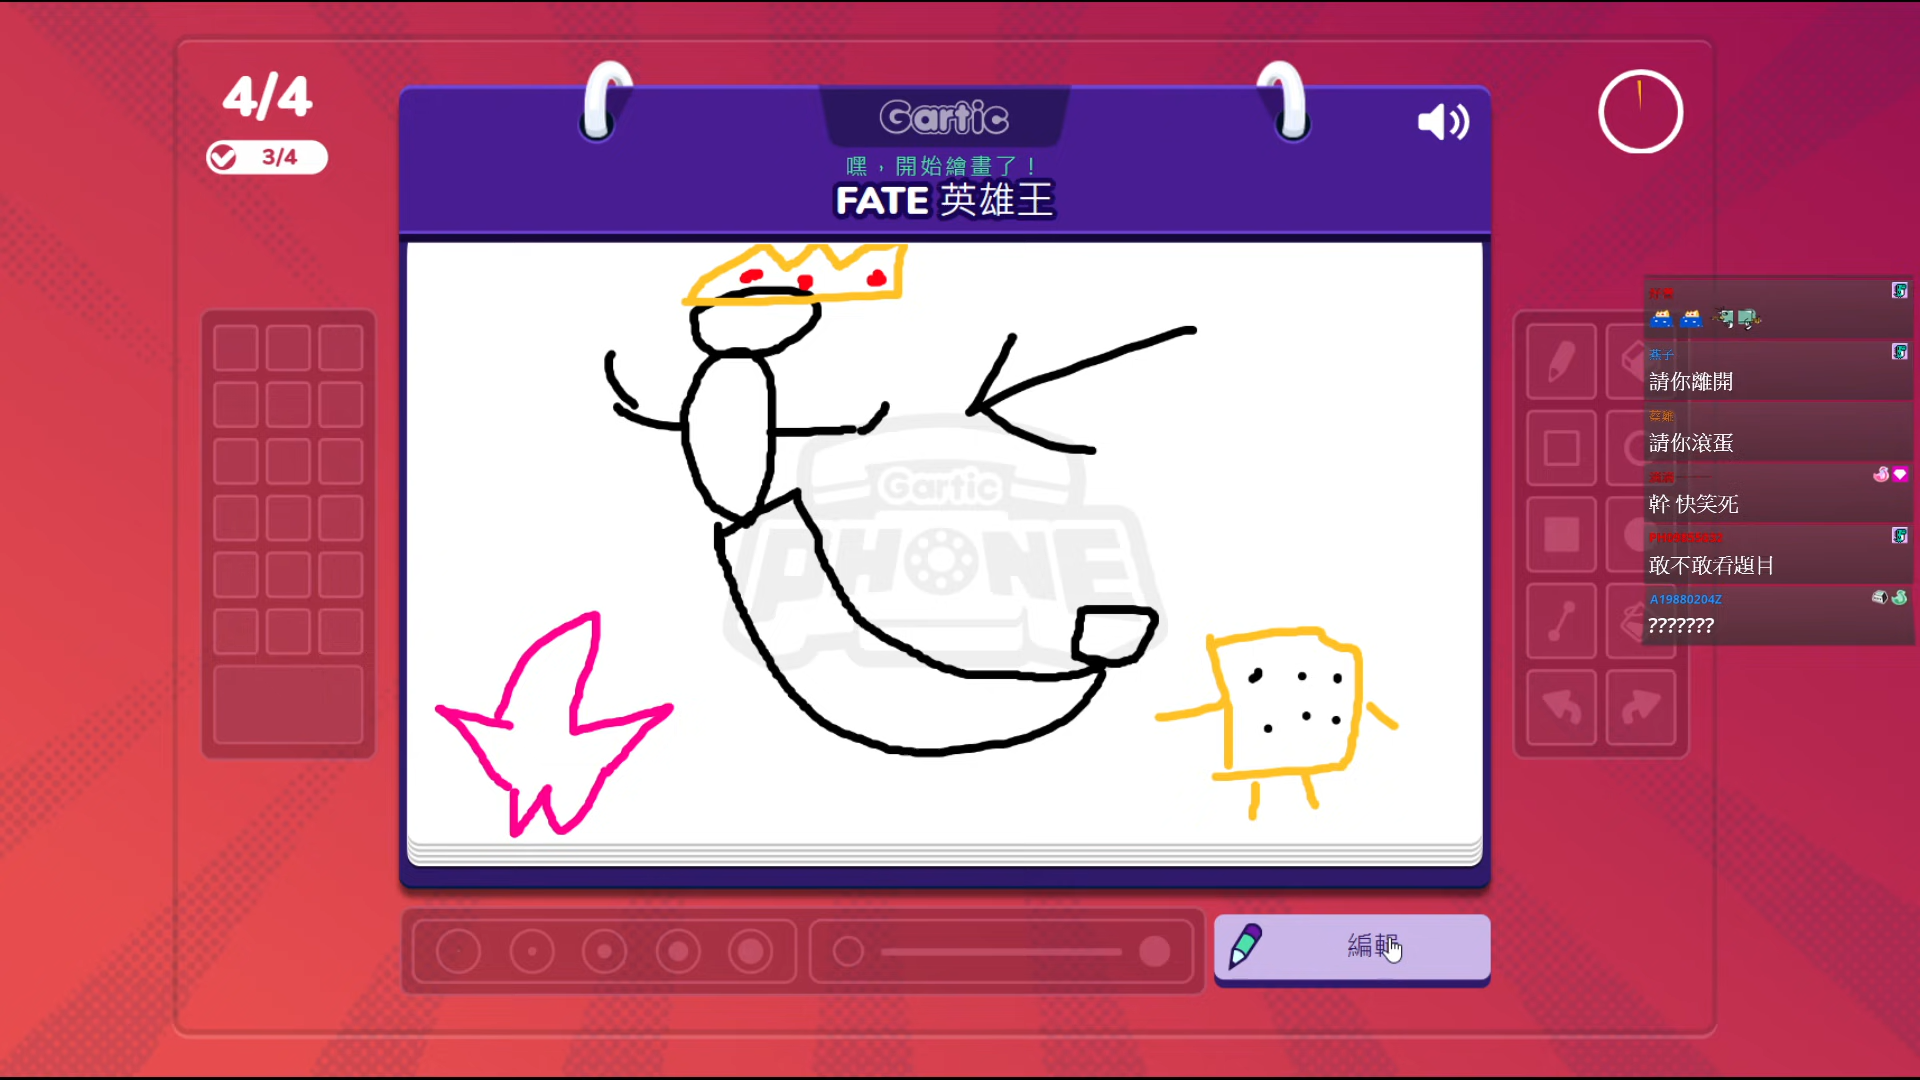 4/4
3/4
Gartic
嘿，開始繪畫了！
FATE 英雄王
Gartic
PHONE
燕子
請你離開
請你滾蛋
幹 快笑死
敢不敢看題目
A19880204Z
???????
編輯